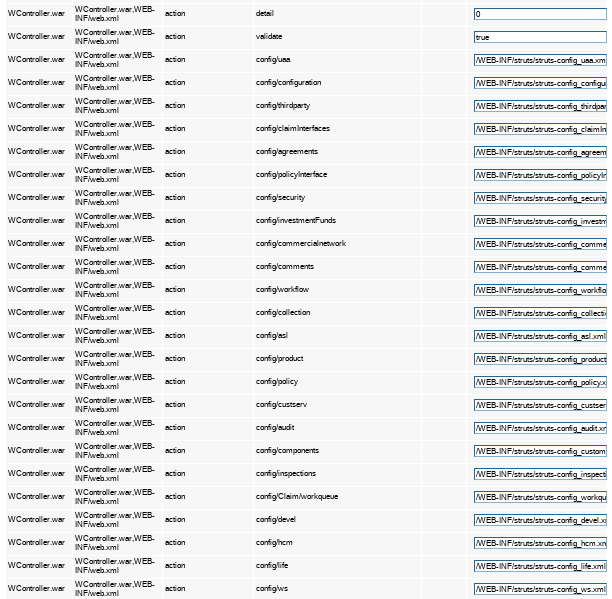 WController.war WController.war,WEB-INF/web.xml action detail 0
WController.war WController.war,WEB-INF/web.xml action validate true
WController.war WController.war,WEB-INF/web.xml action config/uaa /WEB-INF/struts/struts-config_uaa.xm
WController.war WController.war,WEB-INF/web.xml action config/configuration /WEB-INF/struts/struts-config_configu
WController.war WController.war,WEB-INF/web.xml action config/thirdparty /WEB-INF/struts/struts-config_thirdpar
WController.war WController.war,WEB-INF/web.xml action config/claimInterfaces /WEB-INF/struts/struts-config_claimIn
WController.war WController.war,WEB-INF/web.xml action config/agreements /WEB-INF/struts/struts-config_agreem
WController.war WController.war,WEB-INF/web.xml action config/policyInterface /WEB-INF/struts/struts-config_policyIn
WController.war WController.war,WEB-INF/web.xml action config/security /WEB-INF/struts/struts-config_security
WController.war WController.war,WEB-INF/web.xml action config/investmentFunds /WEB-INF/struts/struts-config_investm
WController.war WController.war,WEB-INF/web.xml action config/commercialnetwork /WEB-INF/struts/struts-config_comme
WController.war WController.war,WEB-INF/web.xml action config/comments /WEB-INF/struts/struts-config_comme
WController.war WController.war,WEB-INF/web.xml action config/workflow /WEB-INF/struts/struts-config_workflo
WController.war WController.war,WEB-INF/web.xml action config/collection /WEB-INF/struts/struts-config_collecti
WController.war WController.war,WEB-INF/web.xml action config/asl /WEB-INF/struts/struts-config_asl.xml
WController.war WController.war,WEB-INF/web.xml action config/product /WEB-INF/struts/struts-config_product
WController.war WController.war,WEB-INF/web.xml action config/policy /WEB-INF/struts/struts-config_policy.x
WController.war WController.war,WEB-INF/web.xml action config/custserv /WEB-INF/struts/struts-config_custser
WController.war WController.war,WEB-INF/web.xml action config/audit /WEB-INF/struts/struts-config_audit.xr
WController.war WController.war,WEB-INF/web.xml action config/components /WEB-INF/struts/struts-config_custom
WController.war WController.war,WEB-INF/web.xml action config/inspections /WEB-INF/struts/struts-config_inspecti
WController.war WController.war,WEB-INF/web.xml action config/Claim/workqueue /WEB-INF/struts/struts-config_workqu
WController.war WController.war,WEB-INF/web.xml action config/devel /WEB-INF/struts/struts-config_devel.x
WController.war WController.war,WEB-INF/web.xml action config/hcm /WEB-INF/struts/struts-config_hcm.xm
WController.war WController.war,WEB-INF/web.xml action config/life /WEB-INF/struts/struts-config_life.xml
WController.war WController.war,WEB-INF/web.xml action config/ws /WEB-INF/struts/struts-config_ws.xml